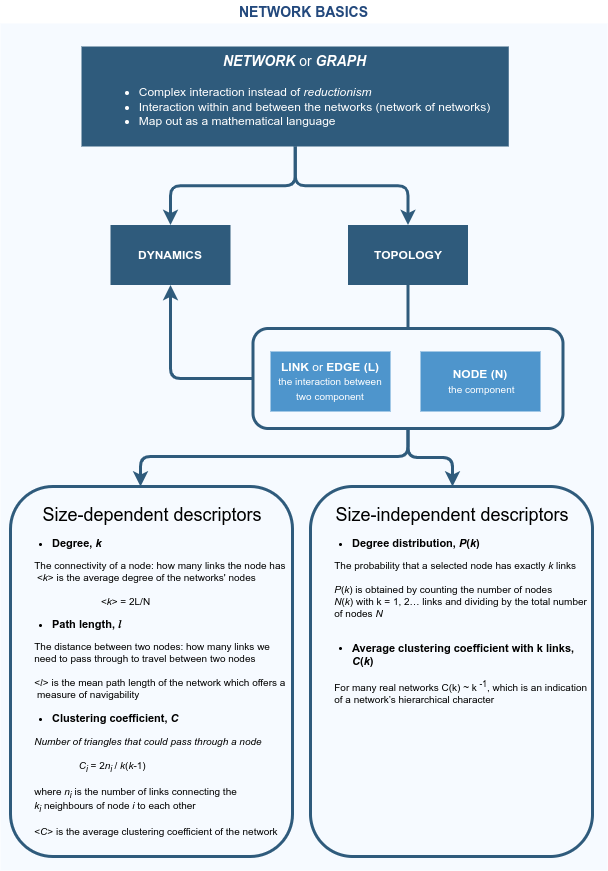 NETWORK BASICS
NETWORK or GRAPH
• Complex interaction instead of reductionism
• Interaction within and between the networks (network of networks)
• Map out as a mathematical language
DYNAMICS
TOPOLOGY
LINK or EDGE (L)
the interaction between
two component
NODE (N)
the component
Size-dependent descriptors
• Degree, k
The connectivity of a node: how many links the node has
<k> is the average degree of the networks' nodes
<k> = 2L/N
• Path length, l
The distance between two nodes: how many links we
need to pass through to travel between two nodes
<l> is the mean path length of the network which offers a
measure of navigability
• Clustering coefficient, C
Number of triangles that could pass through a node
Ci = 2ni / k(k-1)
where ni is the number of links connecting the
ki neighbours of node i to each other
<C> is the average clustering coefficient of the network
Size-independent descriptors
• Degree distribution, P(k)
The probability that a selected node has exactly k links
P(k) is obtained by counting the number of nodes
N(k) with k = 1, 2… links and dividing by the total number
of nodes N
• Average clustering coefficient with k links,
C(k)
For many real networks C(k) ~ k -1, which is an indication
of a network's hierarchical character